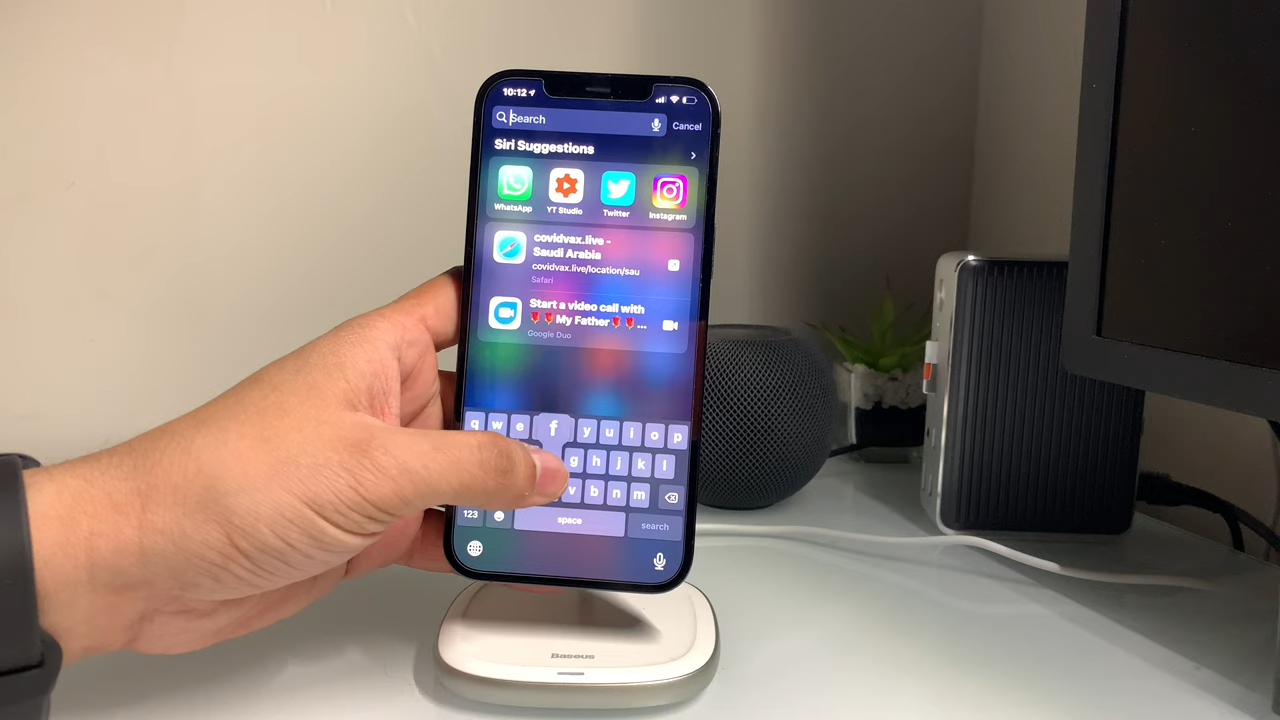 10:12
Search
Cancel
Siri Suggestions
WhatsApp
YT Studio
Twitter
Instagram
covidvax.live -
Saudi Arabia
covidvax.live/location/sau
Safari
Start a video call with
🌹🌹My Father🌹🌹...
Google Duo
q w e f y u i o p
g h j k l
v b n m
123 space search
Baseus